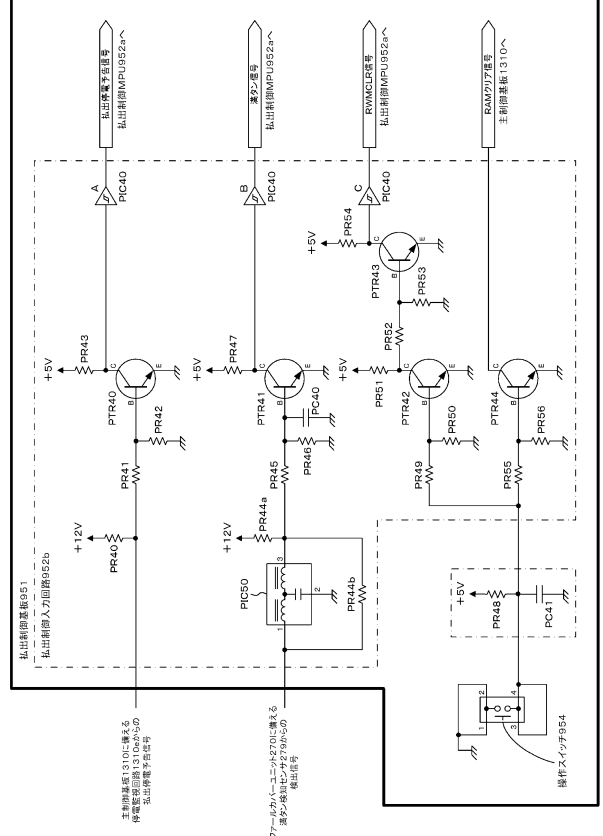 払出制御基板951
払出制御入力回路952b
主制御基板1310に備える
停電監視回路1310eからの
払出停電予告信号
+12V
PR40
PR41
PR42
PTR40
B
C
E
+5V
PR43
A
PIC40
払出停電予告信号
払出制御MPU952aへ
ファールカバーユニット270に備える
満タン検知センサ279からの
検出信号
PIC50
1
2
3
PR44b
+12V
PR44a
PR45
PR46
PC40
PTR41
B
C
E
+5V
PR47
B
PIC40
満タン信号
払出制御MPU952aへ
PR49
PR50
PTR42
B
C
E
+5V
PR51
PR52
PR53
PTR43
B
C
E
+5V
PR54
C
PIC40
RWMCLR信号
払出制御MPU952aへ
操作スイッチ954
1
2
3
4
+5V
PR48
PC41
PR55
PR56
PTR44
B
C
E
RAMクリア信号
主制御基板1310へ